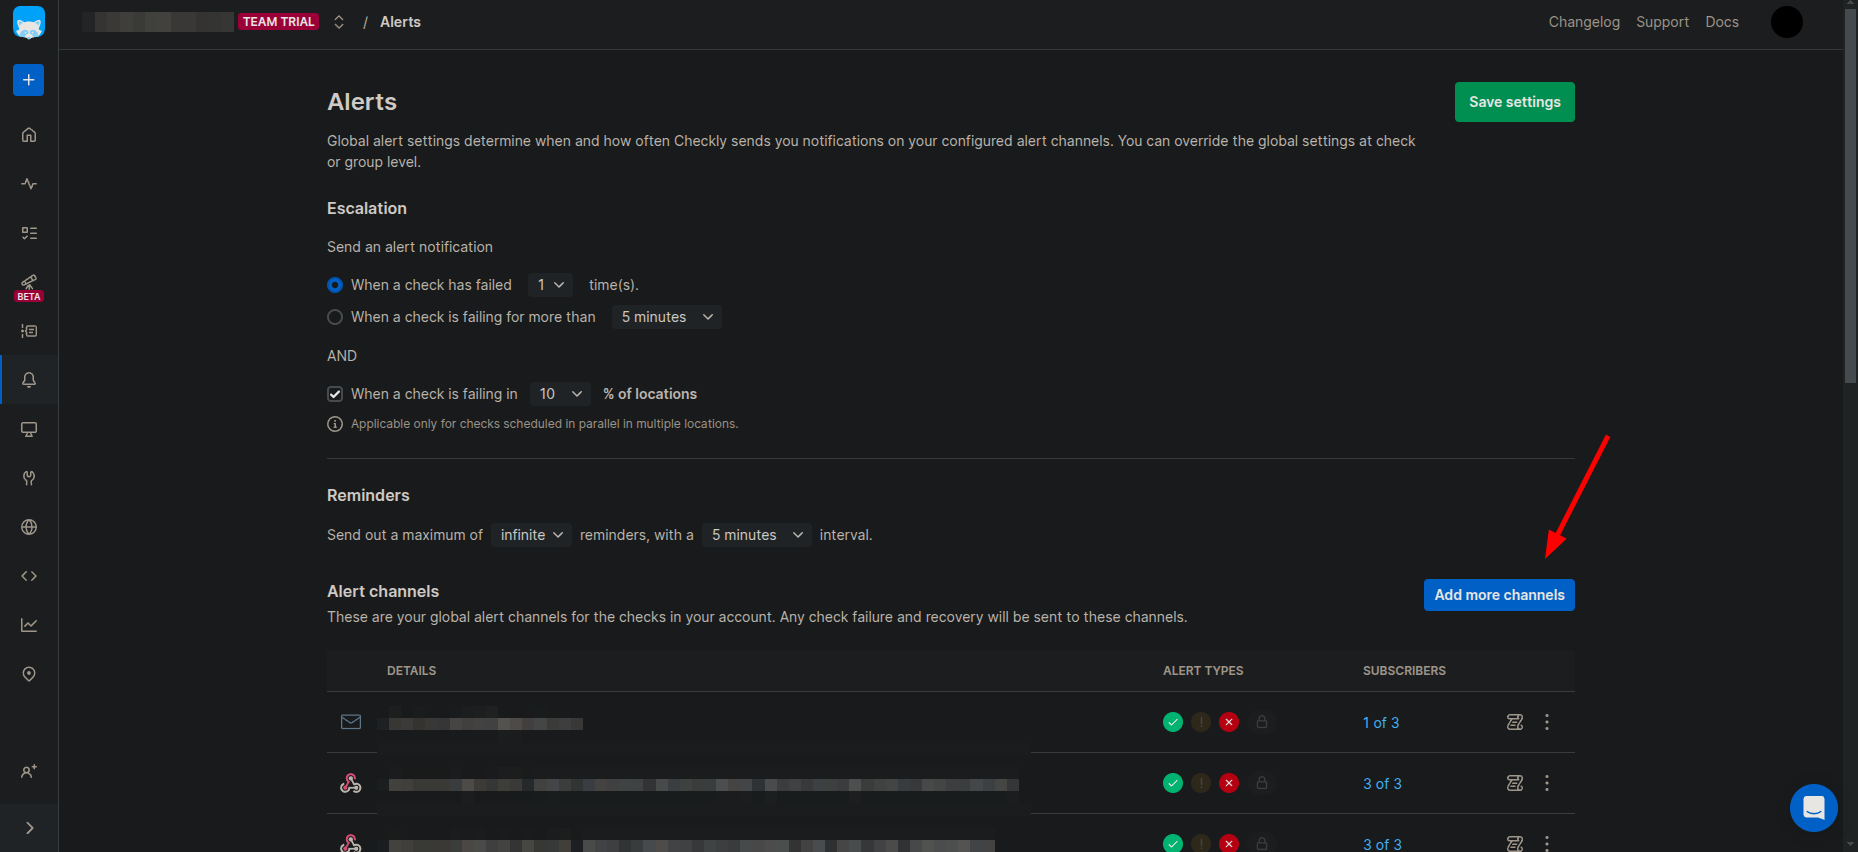 TEAM TRIAL / Alerts Changelog Support Docs
Alerts
Save settings
Global alert settings determine when and how often Checkly sends you notifications on your configured alert channels. You can override the global settings at check
or group level.
Escalation
Send an alert notification
When a check has failed 1 time(s).
When a check is failing for more than 5 minutes
AND
When a check is failing in 10 % of locations
Applicable only for checks scheduled in parallel in multiple locations.
Reminders
Send out a maximum of infinite reminders, with a 5 minutes interval.
Alert channels
Add more channels
These are your global alert channels for the checks in your account. Any check failure and recovery will be sent to these channels.
DETAILS ALERT TYPES SUBSCRIBERS
1 of 3
3 of 3
3 of 3
BETA